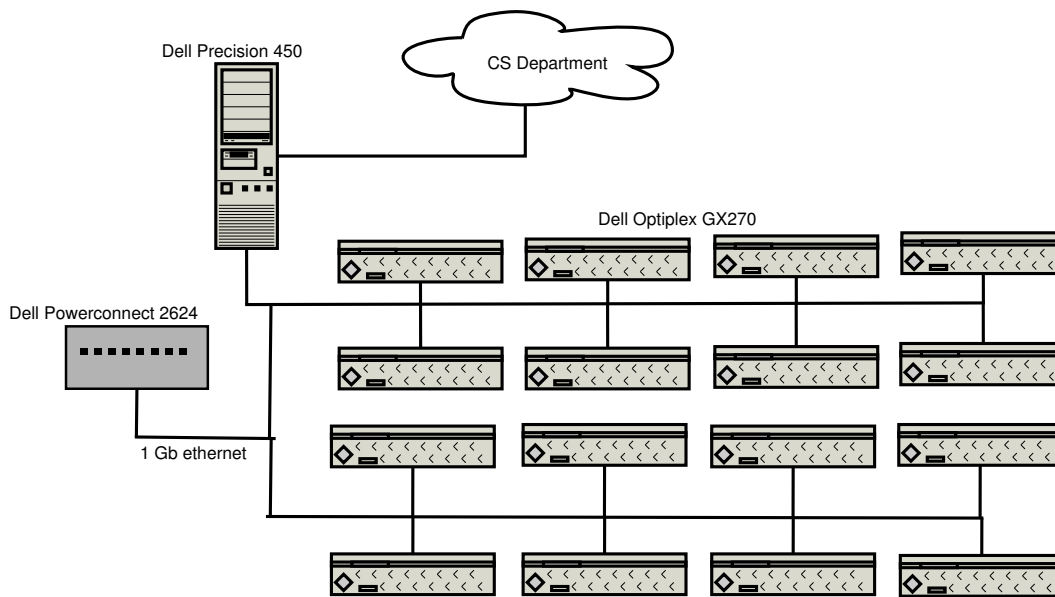 Dell Precision 450
CS Department
Dell Optiplex GX270
Dell Powerconnect 2624
1 Gb ethernet